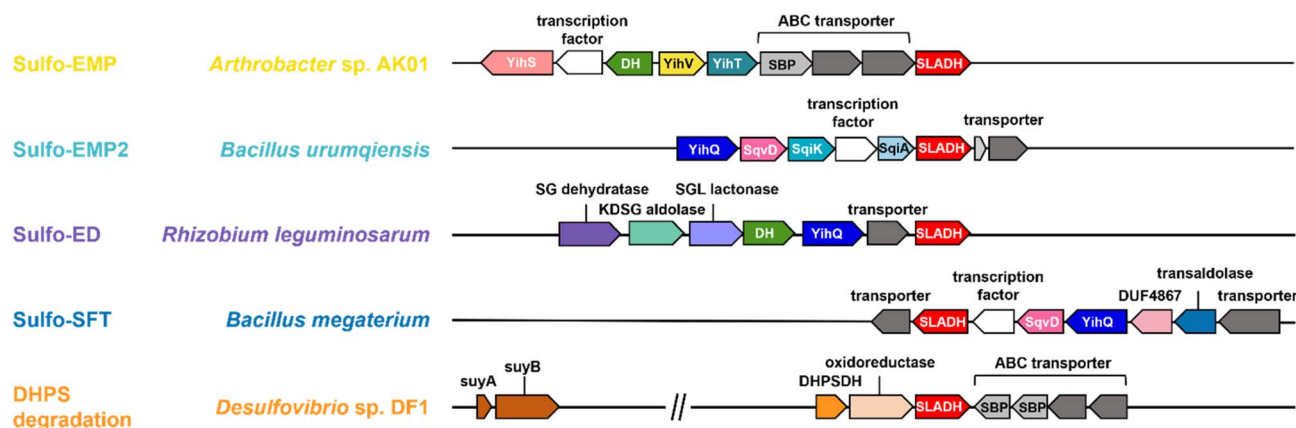 transcription
factor
ABC transporter
Sulfo-EMP
Arthrobacter sp. AK01
YihS
DH
YihV
YihT
SBP
SLADH
transcription
factor
transporter
Sulfo-EMP2
Bacillus urumqiensis
YihQ
SqvD
SqiK
SqiA
SLADH
SG dehydratase
SGL lactonase
KDSG aldolase
transporter
Sulfo-ED
Rhizobium leguminosarum
DH
YihQ
SLADH
transporter
transcription
factor
transaldolase
DUF4867
transporter
Sulfo-SFT
Bacillus megaterium
SLADH
SqvD
YihQ
suyA
suyB
oxidoreductase
DHPSDH
ABC transporter
DHPS
degradation
Desulfovibrio sp. DF1
//
SLADH
SBP
SBP